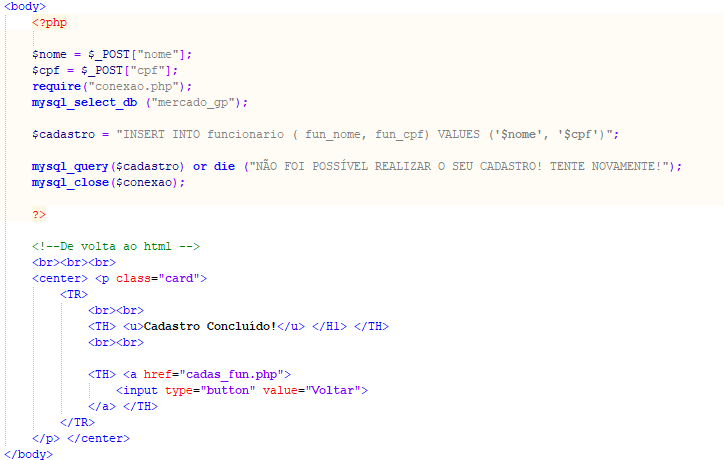 <body>
<?php
$nome = $_POST["nome"];
$cpf = $_POST["cpf"];
require("conexao.php");
mysql_select_db ("mercado_gp");
$cadastro = "INSERT INTO funcionario ( fun_nome, fun_cpf) VALUES ('$nome', '$cpf')";
mysql_query($cadastro) or die ("NÃO FOI POSSÍVEL REALIZAR O SEU CADASTRO! TENTE NOVAMENTE!");
mysql_close($conexao);
?>
<!--De volta ao html -->
<br><br><br>
<center> <p class="card">
<TR>
<br><br>
<TH> <u>Cadastro Concluído!</u> </H1> </TH>
<br><br>
<TH> <a href="cadas_fun.php">
<input type="button" value="Voltar">
</a> </TH>
</TR>
</p> </center>
</body>